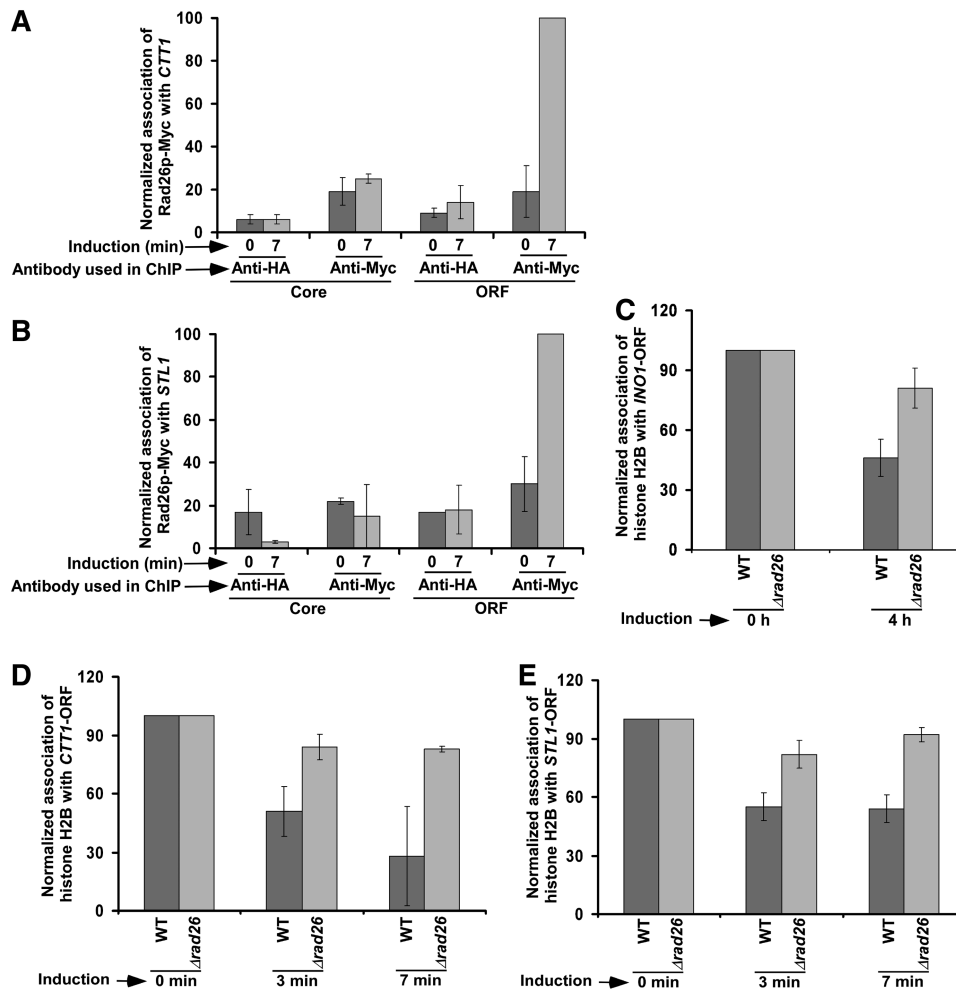 A
Normalized association of
Rad26p-Myc with CTT1
100
80
60
40
20
0
Induction (min) 0 7 0 7 0 7 0 7
Antibody used in ChIP Anti-HA Anti-Myc Anti-HA Anti-Myc
Core ORF
B
Normalized association of
Rad26p-Myc with STL1
100
80
60
40
20
0
Induction (min) 0 7 0 7 0 7 0 7
Antibody used in ChIP Anti-HA Anti-Myc Anti-HA Anti-Myc
Core ORF
C
Normalized association of
histone H2B with INO1-ORF
120
90
60
30
0
WT Δrad26 WT Δrad26
Induction 0 h 4 h
D
Normalized association of
histone H2B with CTT1-ORF
120
90
60
30
0
WT Δrad26 WT Δrad26 WT Δrad26
Induction 0 min 3 min 7 min
E
Normalized association of
histone H2B with STL1-ORF
120
90
60
30
0
WT Δrad26 WT Δrad26 WT Δrad26
Induction 0 min 3 min 7 min